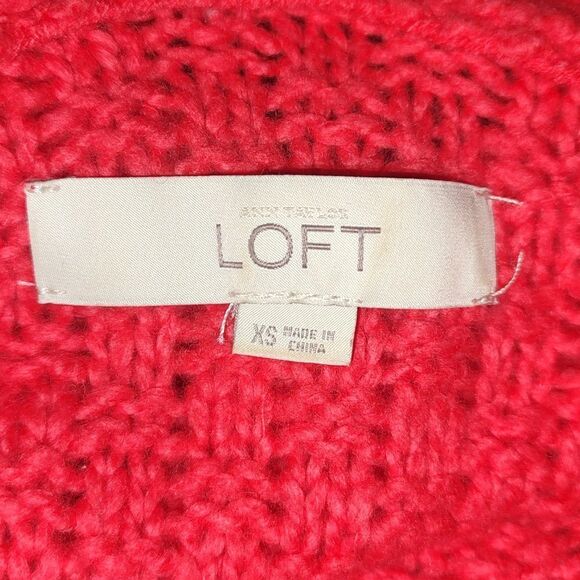 ANN TAYLOR
LOFT
XS MADE IN
CHINA